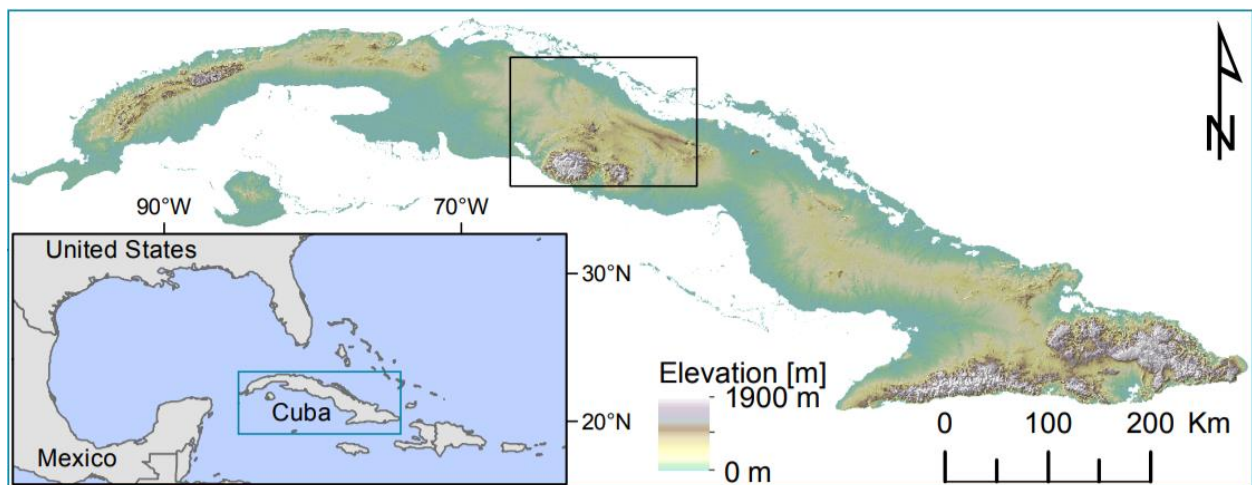 N
90°W 70°W
United States
30°N
Elevation [m]
1900 m
Cuba
0 100 200 Km
20°N
Mexico
0 m